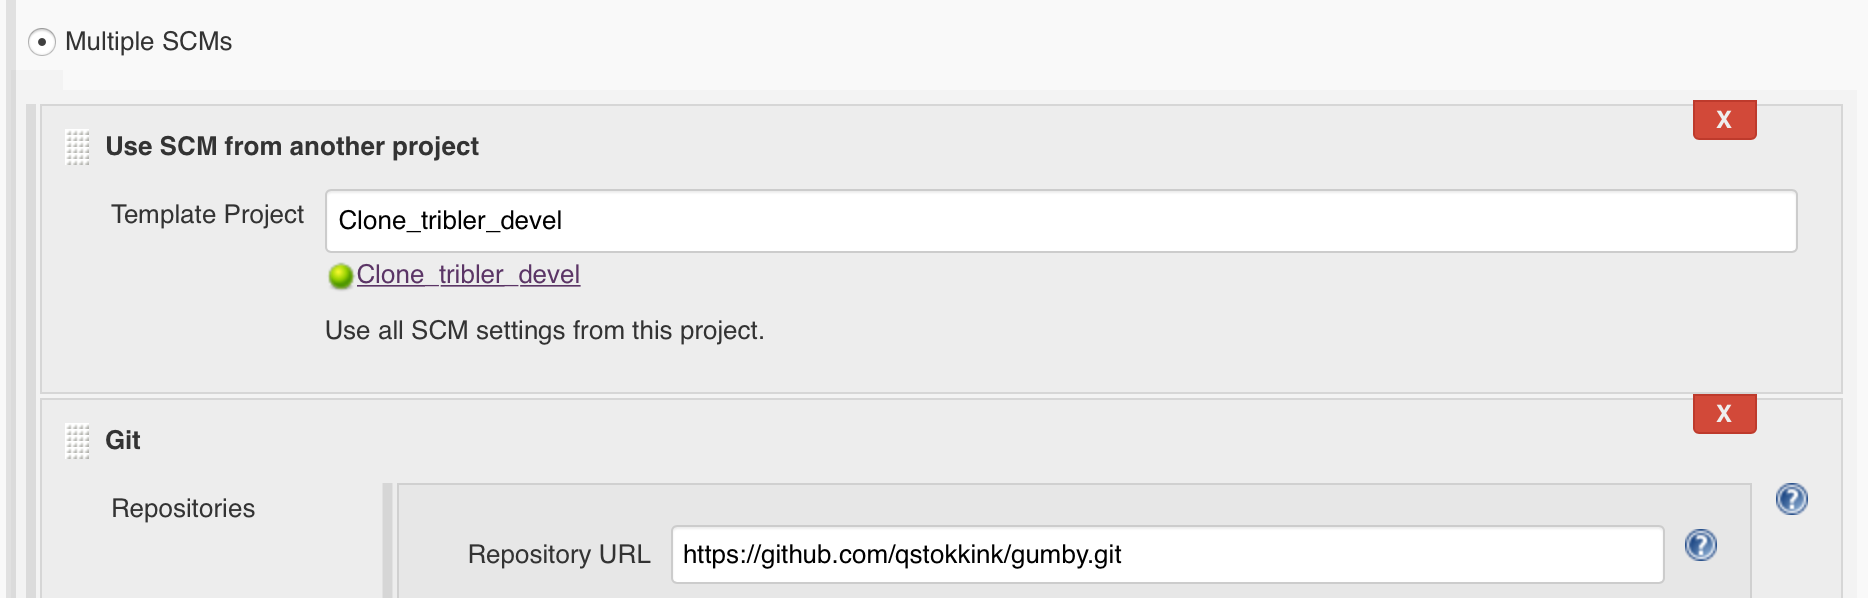 Multiple SCMs
X
Use SCM from another project
Template Project
Clone_tribler_devel
Clone_tribler_devel
Use all SCM settings from this project.
X
Git
Repositories
?
Repository URL
https://github.com/qstokkink/gumby.git
?